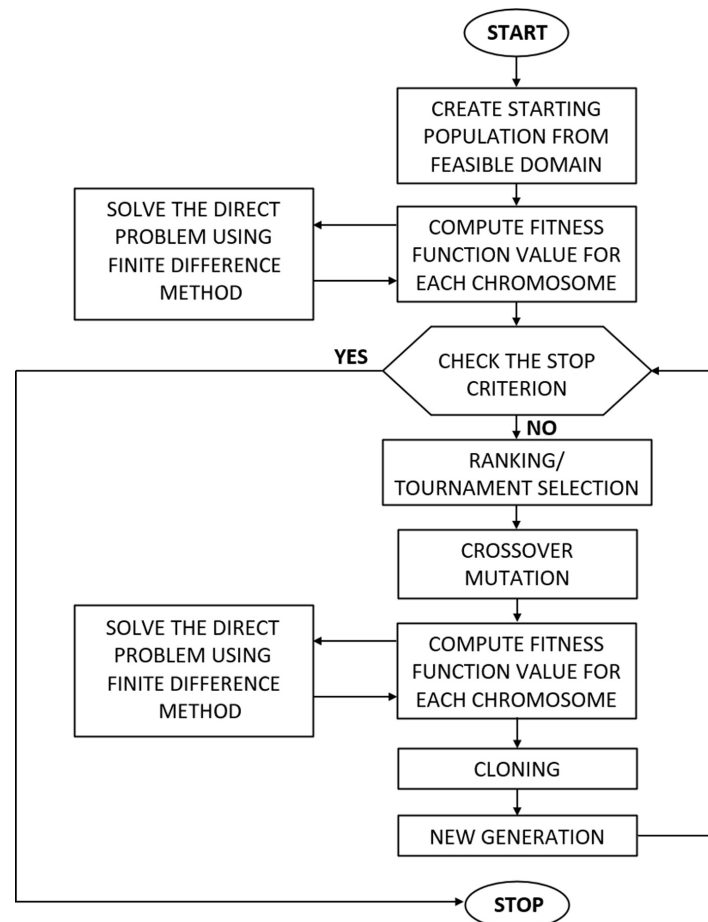 START
CREATE STARTING
POPULATION FROM
FEASIBLE DOMAIN
SOLVE THE DIRECT
PROBLEM USING
FINITE DIFFERENCE
METHOD
COMPUTE FITNESS
FUNCTION VALUE FOR
EACH CHROMOSOME
YES
CHECK THE STOP
CRITERION
NO
RANKING/
TOURNAMENT SELECTION
CROSSOVER
MUTATION
SOLVE THE DIRECT
PROBLEM USING
FINITE DIFFERENCE
METHOD
COMPUTE FITNESS
FUNCTION VALUE FOR
EACH CHROMOSOME
CLONING
NEW GENERATION
STOP